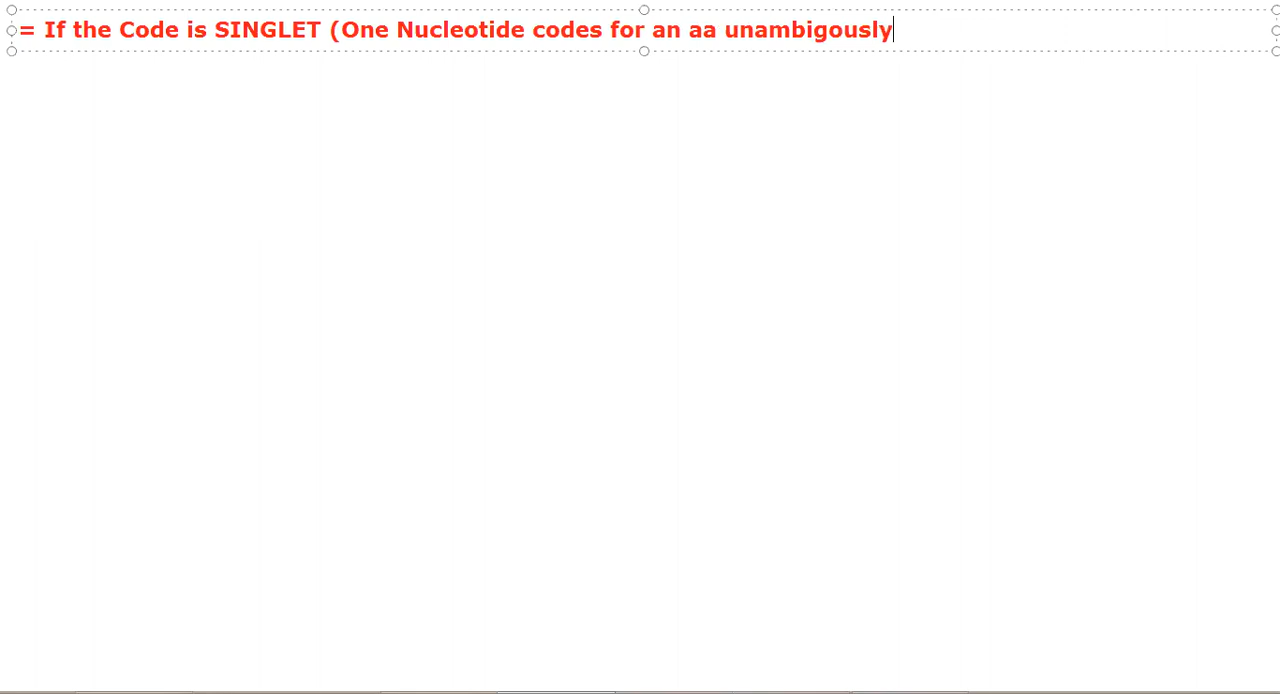 = If the Code is SINGLET (One Nucleotide codes for an aa unambigously